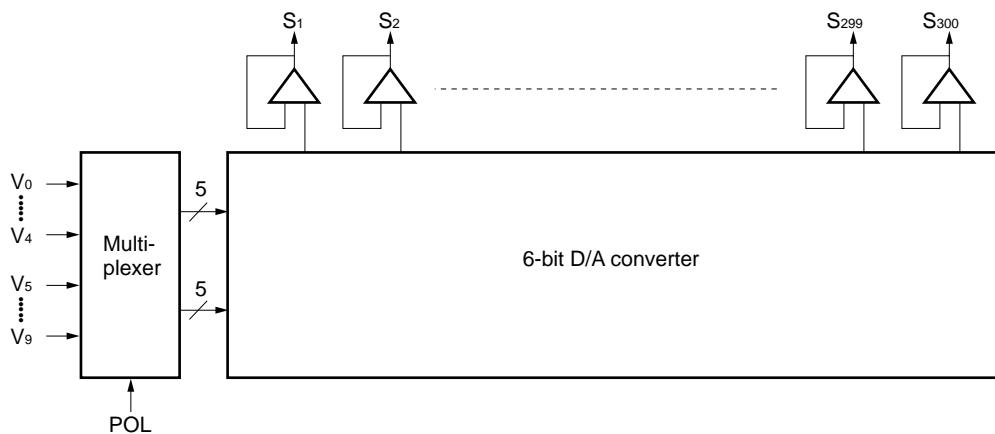 S1 S2 S299 S300
V0
V4
V5
V9
Multi-
plexer
5
5
6-bit D/A converter
POL